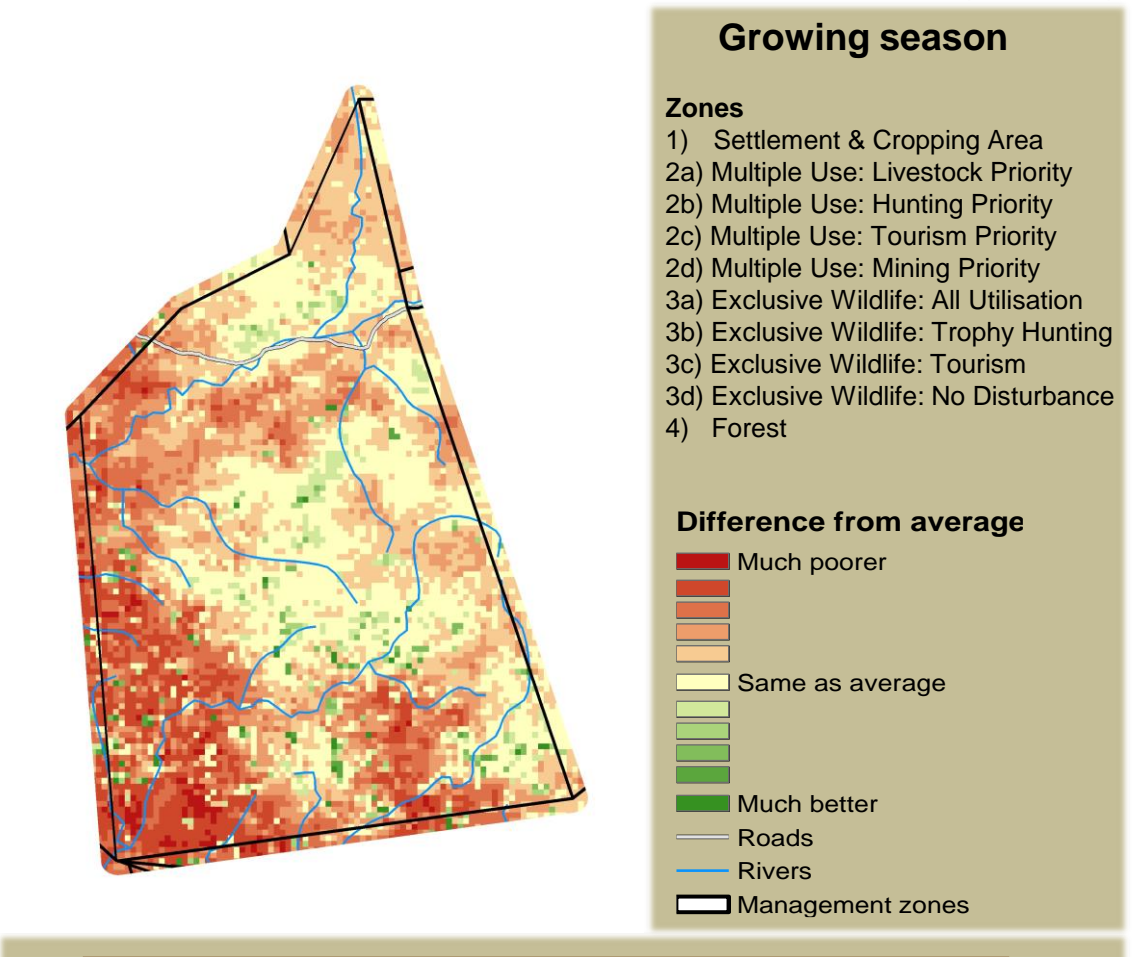 Growing season
Zones
1) Settlement & Cropping Area
2a) Multiple Use: Livestock Priority
2b) Multiple Use: Hunting Priority
2c) Multiple Use: Tourism Priority
2d) Multiple Use: Mining Priority
3a) Exclusive Wildlife: All Utilisation
3b) Exclusive Wildlife: Trophy Hunting
3c) Exclusive Wildlife: Tourism
3d) Exclusive Wildlife: No Disturbance
4) Forest
Difference from average
Much poorer
Same as average
Much better
Roads
Rivers
Management zones